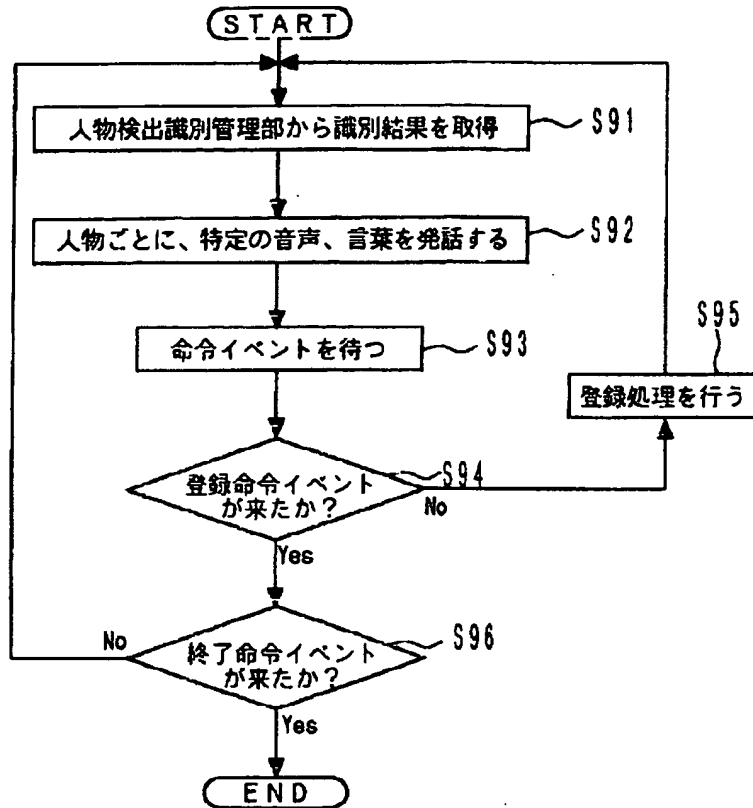 START
人物検出識別管理部から識別結果を取得
S91
人物ごとに、特定の音声、言葉を発話する
S92
命令イベントを待つ
S93
S95
登録処理を行う
登録命令イベント
が来たか?
S94
No
Yes
終了命令イベント
が来たか?
S96
No
Yes
END